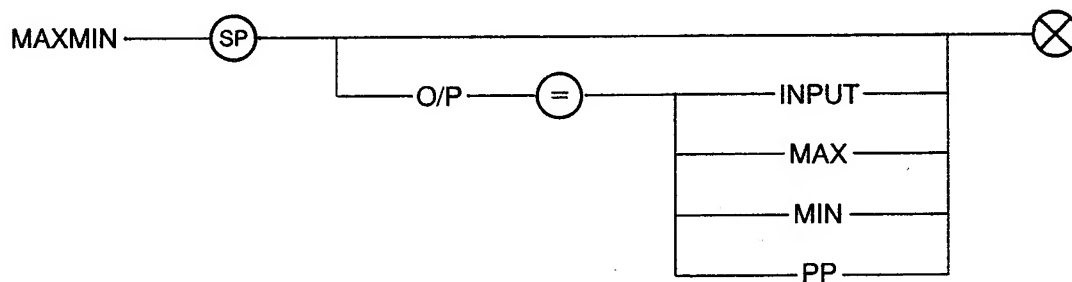 MAXMIN SP
O/P = INPUT
MAX
MIN
PP